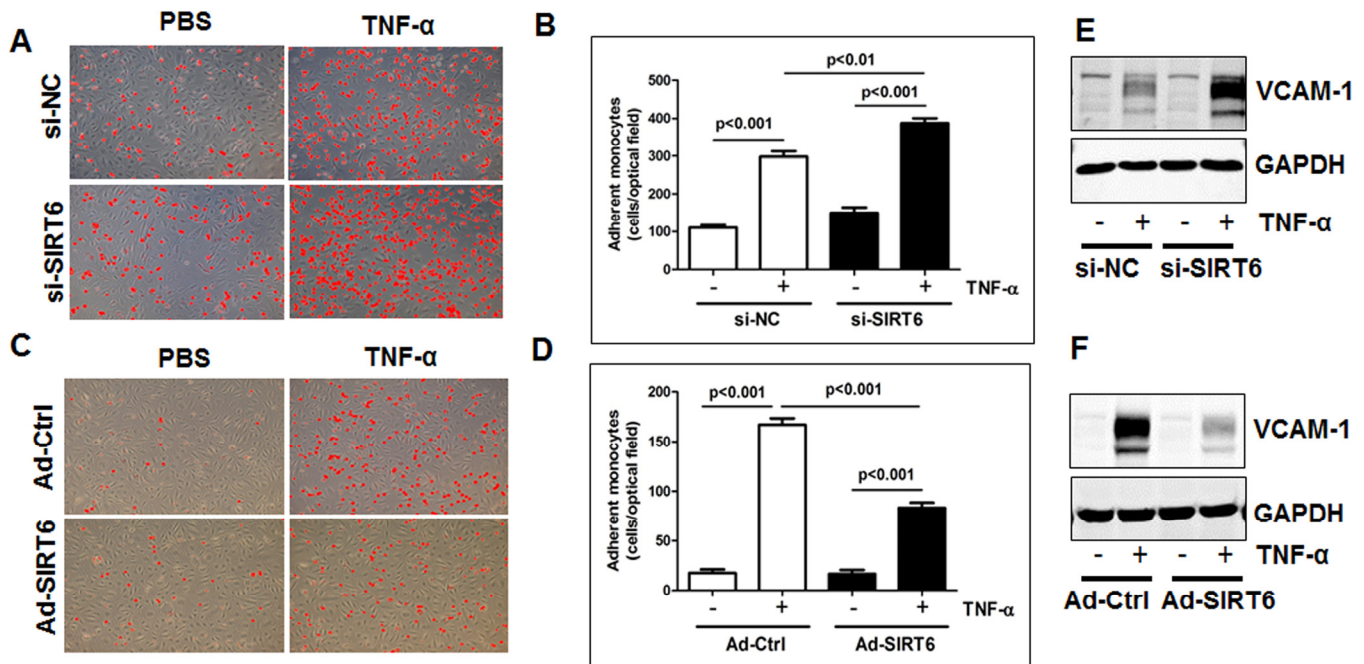 A
PBS
TNF-α
si-NC
si-SIRT6
B
Adherent monocytes
(cells/optical field)
500
400
300
200
100
0
p<0.01
p<0.001
p<0.001
- + - + TNF-α
si-NC si-SIRT6
C
PBS
TNF-α
Ad-Ctrl
Ad-SIRT6
D
Adherent monocytes
(cells/optical field)
200
150
100
50
0
p<0.001
p<0.001
p<0.001
- + - + TNF-α
Ad-Ctrl Ad-SIRT6
E
VCAM-1
GAPDH
- + - + TNF-α
si-NC si-SIRT6
F
VCAM-1
GAPDH
- + - + TNF-α
Ad-Ctrl Ad-SIRT6